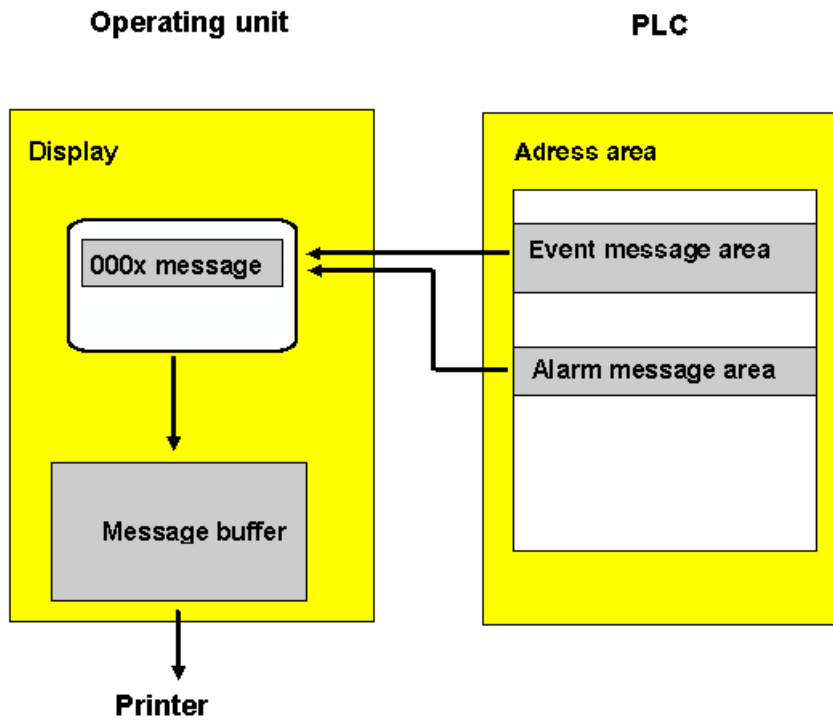 Operating unit
PLC
Display
Adress area
000x message
Event message area
Alarm message area
Message buffer
Printer